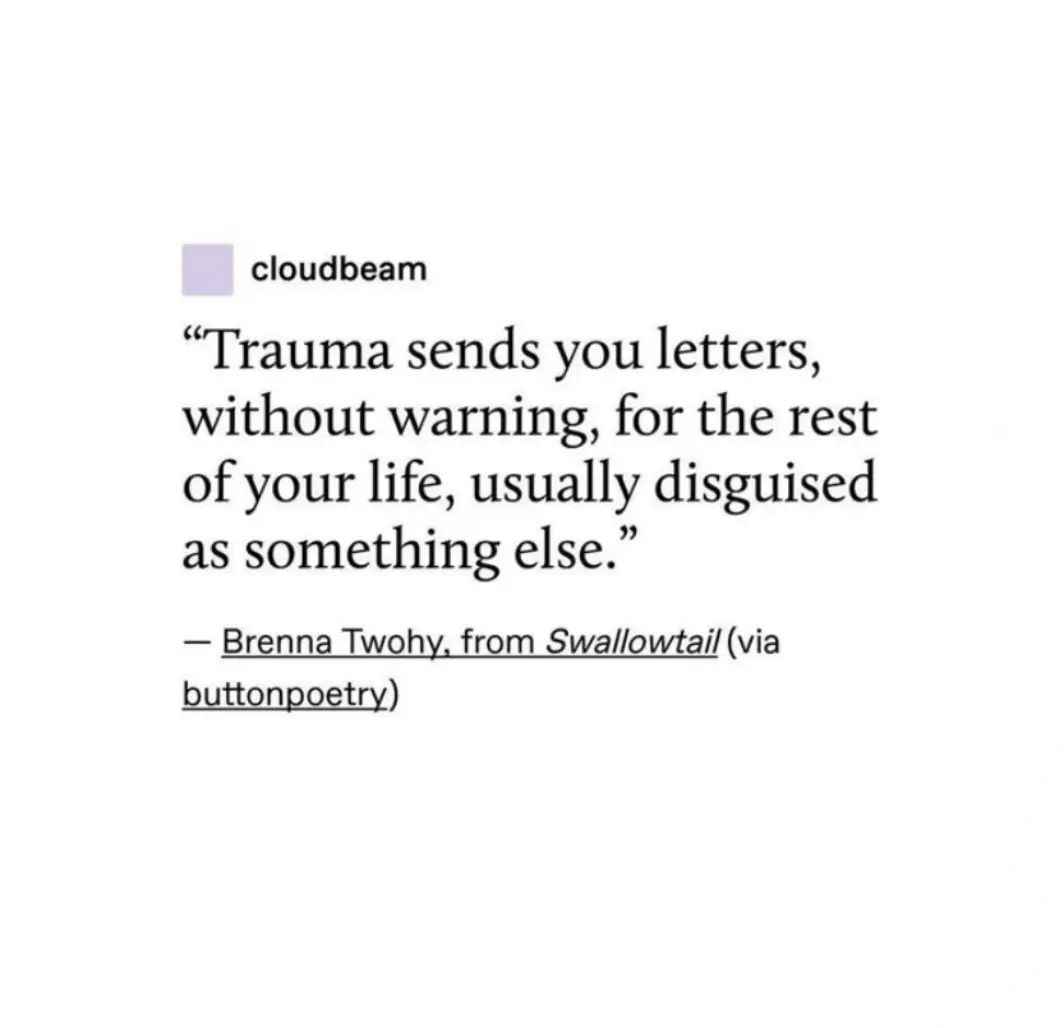 cloudbeam
“Trauma sends you letters,
without warning, for the rest
of your life, usually disguised
as something else.”
— Brenna Twohy, from Swallowtail (via
buttonpoetry)